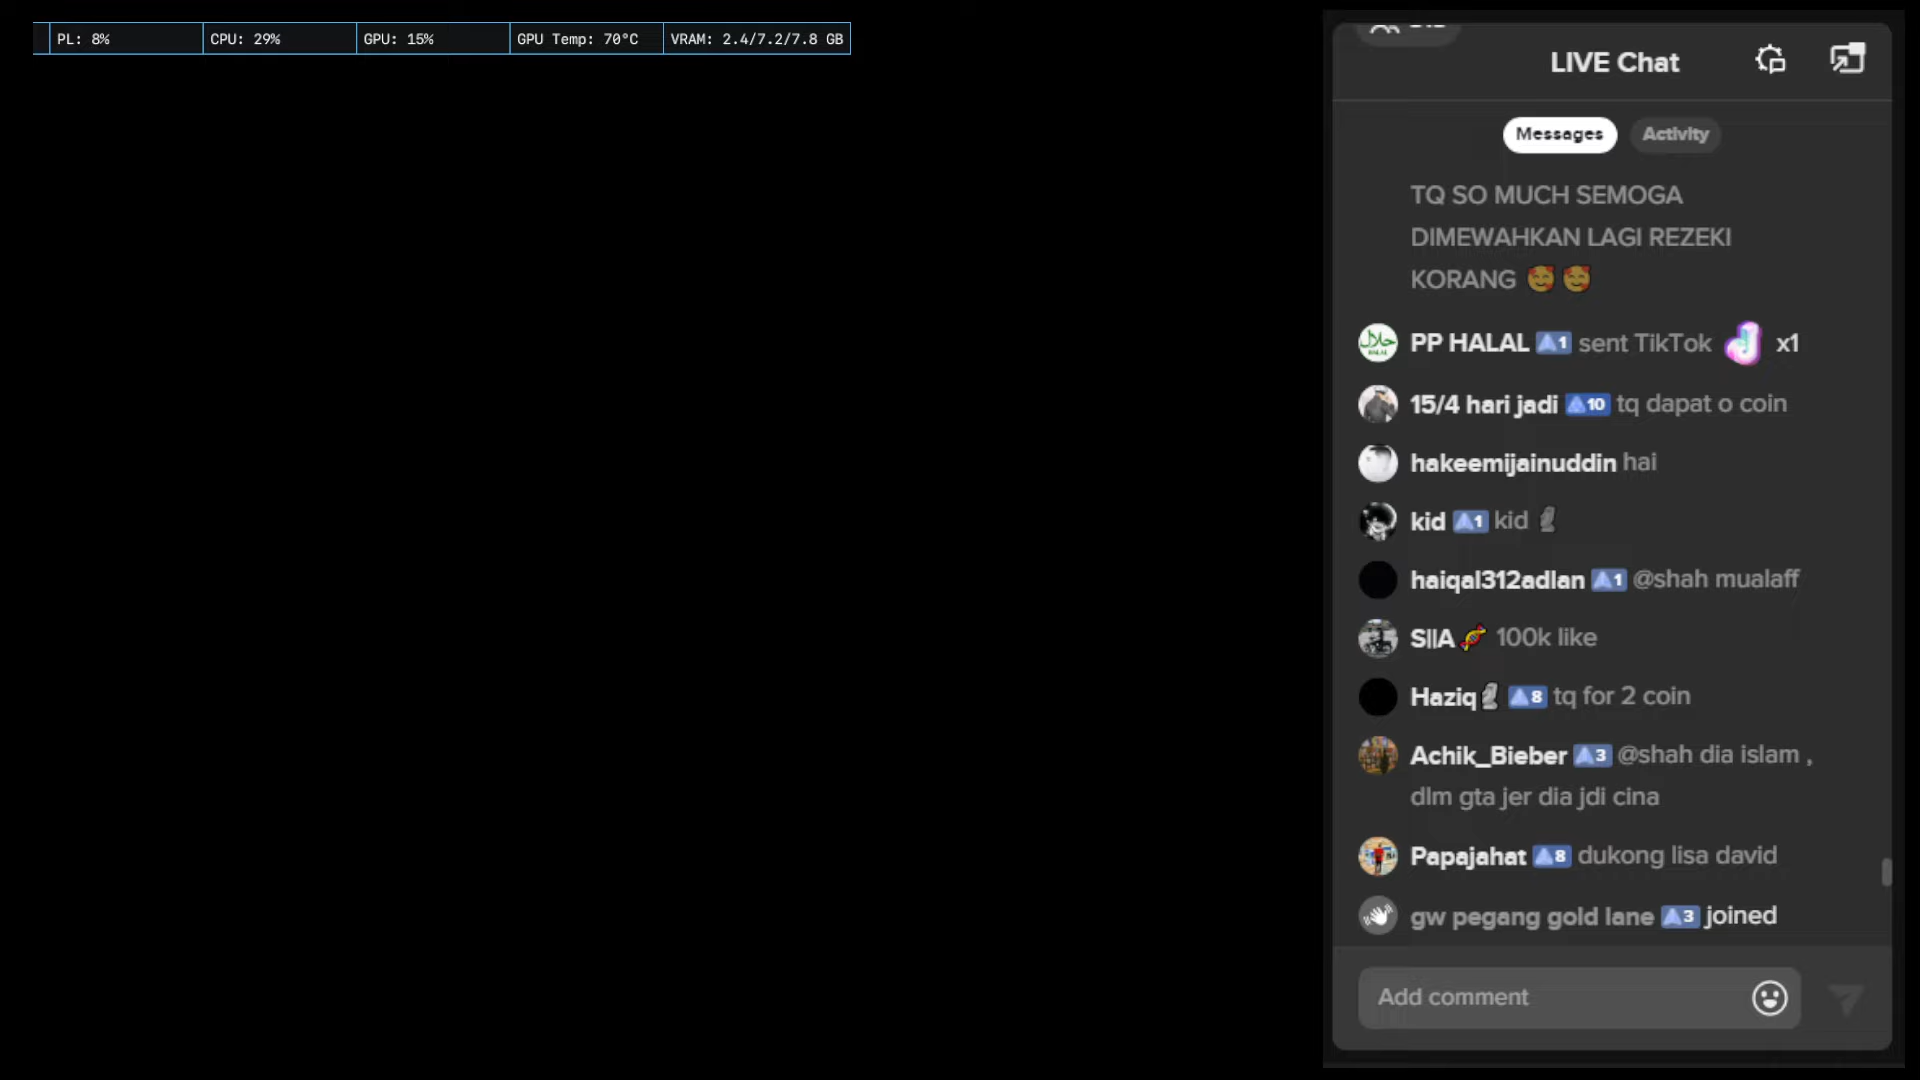 PL: 8%
CPU: 29%
GPU: 15%
GPU Temp: 70°C
VRAM: 2.4/7.2/7.8 GB
LIVE Chat
Messages
Activity
TQ SO MUCH SEMOGA
DIMEWAHKAN LAGI REZEKI
KORANG 🥰 🥰
PP HALAL 1 sent TikTok x1
15/4 hari jadi 10 tq dapat o coin
hakeemijainuddin hai
kid 1 kid 🗿
haiqal312adlan 1 @shah mualaff
SIIA🍬 100k like
Haziq🗿 8 tq for 2 coin
Achik_Bieber 3 @shah dia islam ,
dlm gta jer dia jdi cina
Papajahat 8 dukong lisa david
gw pegang gold lane 3 joined
Add comment